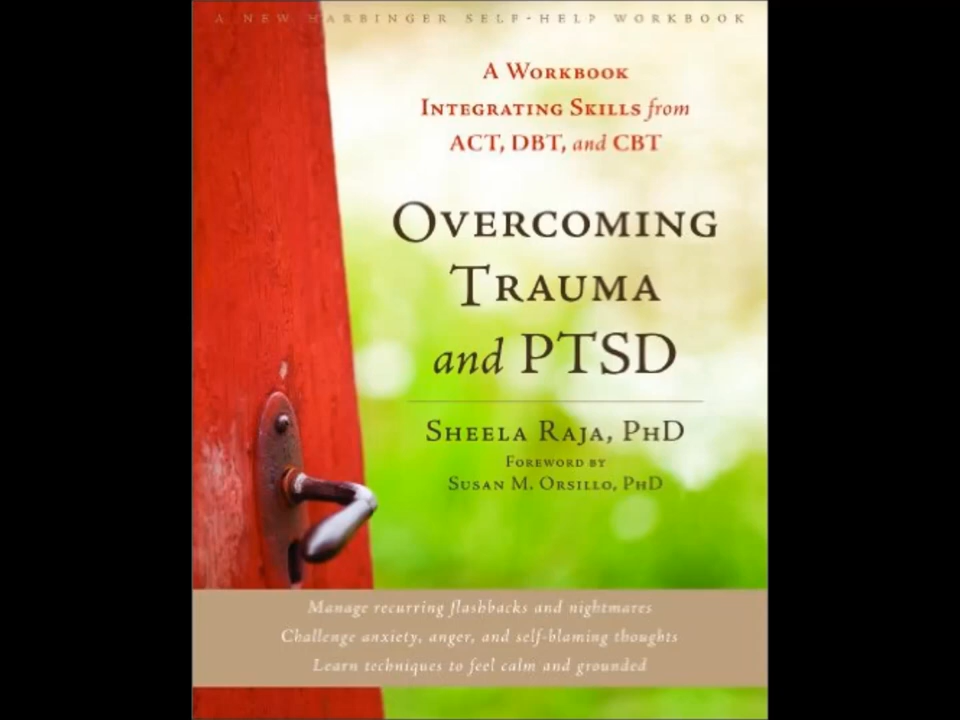 A NEW HARBINGER SELF-HELP WORKBOOK
A WORKBOOK
INTEGRATING SKILLS from
ACT, DBT, and CBT
OVERCOMING
TRAUMA
and PTSD
SHEELA RAJA, PHD
FOREWORD BY
SUSAN M. ORSILLO, PHD
Manage recurring flashbacks and nightmares
Challenge anxiety, anger, and self-blaming thoughts
Learn techniques to feel calm and grounded